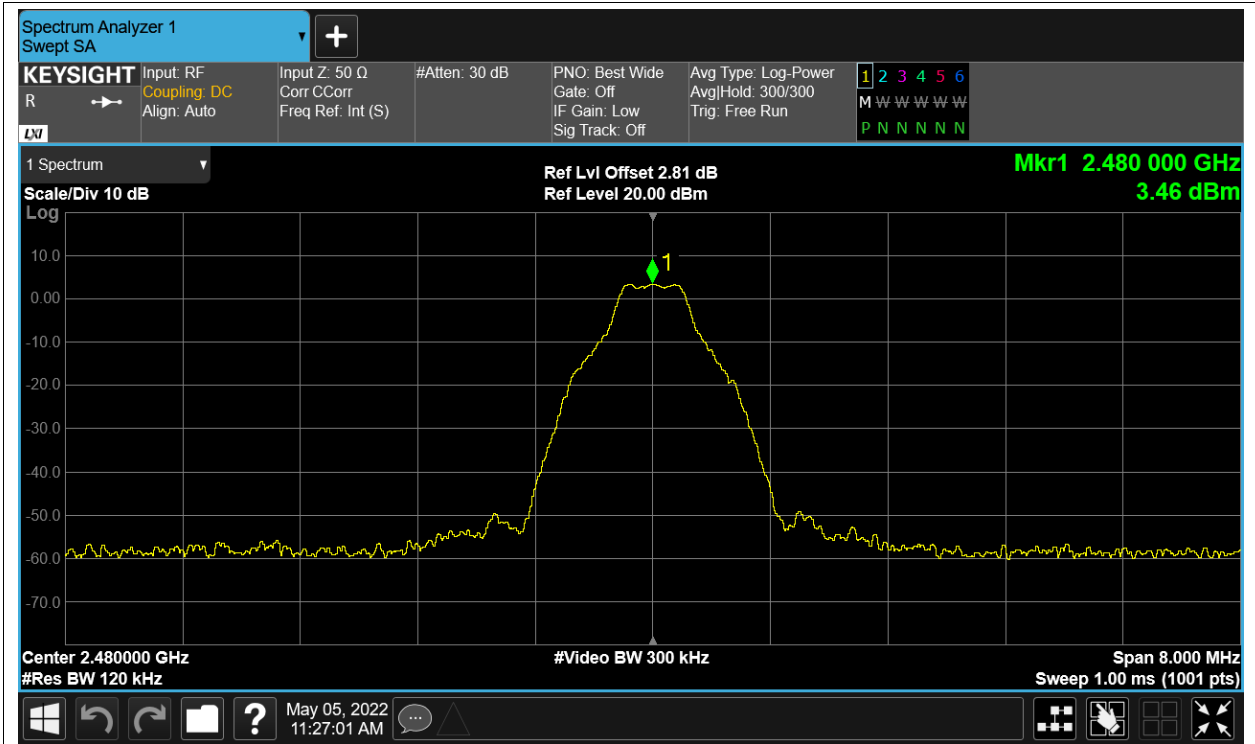 Spectrum Analyzer 1
Swept SA
KEYSIGHT
R
LXI
Input: RF
Coupling: DC
Align: Auto
Input Z: 50 Ω
Corr CCorr
Freq Ref: Int (S)
#Atten: 30 dB
PNO: Best Wide
Gate: Off
IF Gain: Low
Sig Track: Off
Avg Type: Log-Power
Avg|Hold: 300/300
Trig: Free Run
1 2 3 4 5 6
M W W W W W
P N N N N N
1 Spectrum
Scale/Div 10 dB
Log
Ref Lvl Offset 2.81 dB
Ref Level 20.00 dBm
Mkr1 2.480 000 GHz
3.46 dBm
1
10.0
0.00
-10.0
-20.0
-30.0
-40.0
-50.0
-60.0
-70.0
Center 2.480000 GHz
#Res BW 120 kHz
#Video BW 300 kHz
Span 8.000 MHz
Sweep 1.00 ms (1001 pts)
?
May 05, 2022
11:27:01 AM